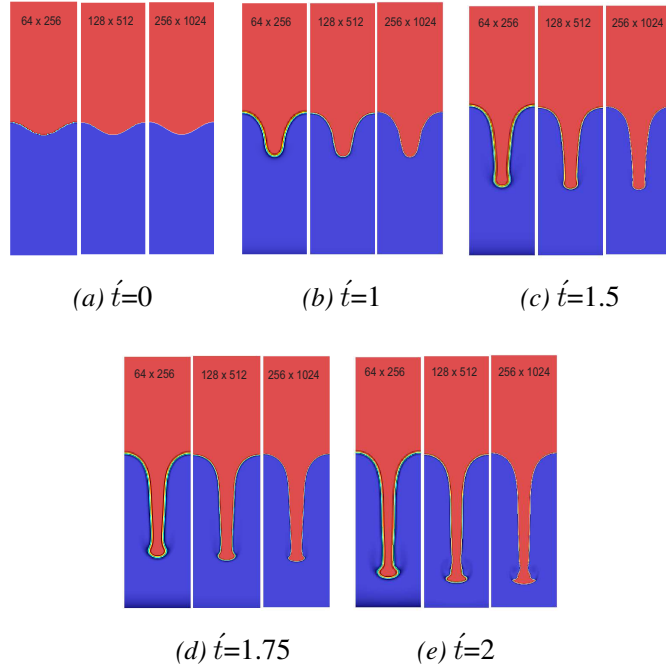 64 x 256 128 x 512 256 x 1024
64 x 256 128 x 512 256 x 1024
64 x 256 128 x 512 256 x 1024
(a) t́=0
(b) t́=1
(c) t́=1.5
64 x 256 128 x 512 256 x 1024
64 x 256 128 x 512 256 x 1024
(d) t́=1.75
(e) t́=2